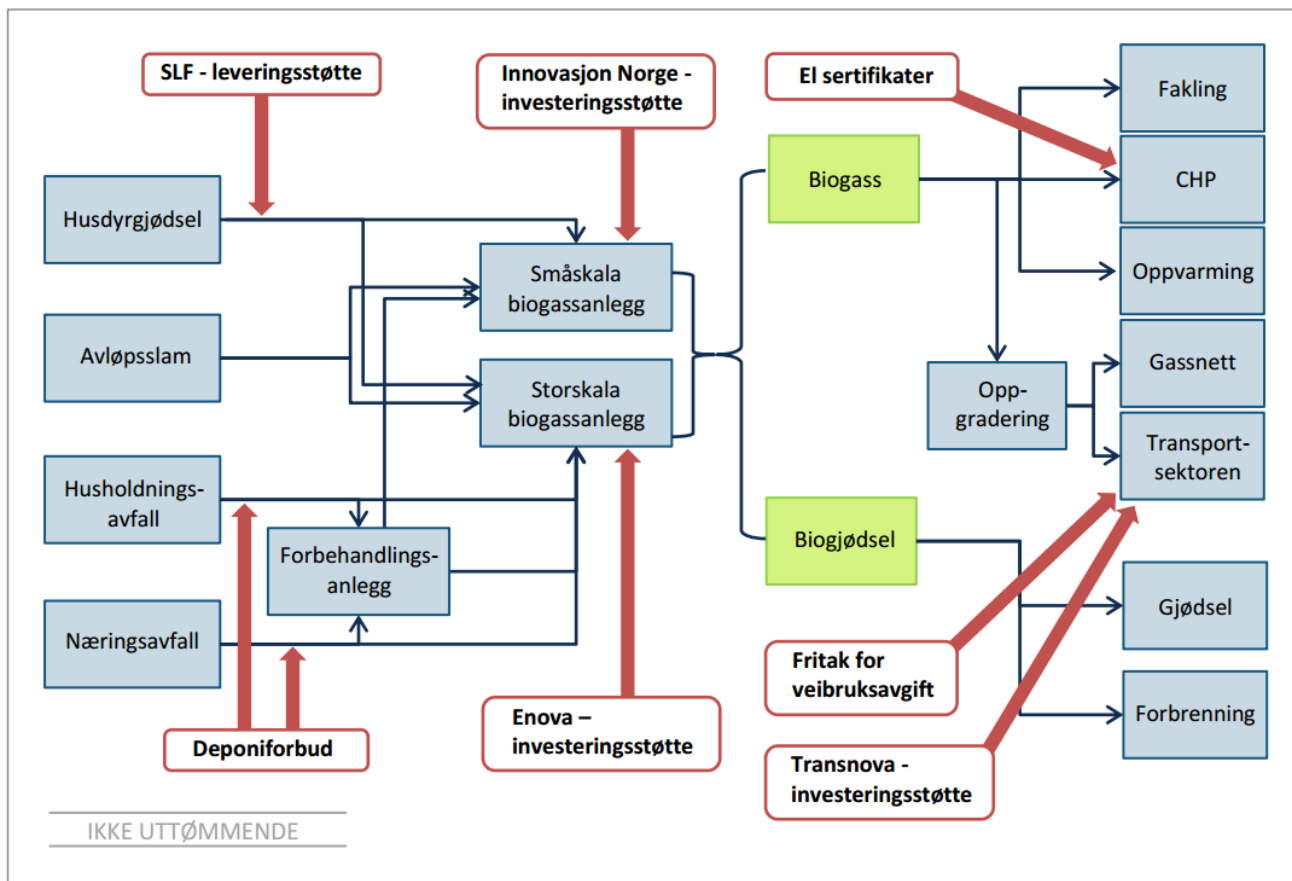 SLF - leveringsstøtte
Innovasjon Norge -
investeringsstøtte
El sertifikater
Fakling
Husdyrgjødsel
Biogass
CHP
Småskala
biogassanlegg
Oppvarming
Avløpsslam
Storskala
biogassanlegg
Opp-
gradering
Gassnett
Transport-
sektoren
Husholdnings-
avfall
Forbehandlings-
anlegg
Biogjødsel
Næringsavfall
Gjødsel
Fritak for
veibruksavgift
Deponiforbud
Enova –
investeringsstøtte
Forbrenning
Transnova -
investeringsstøtte
IKKE UTTØMMENDE